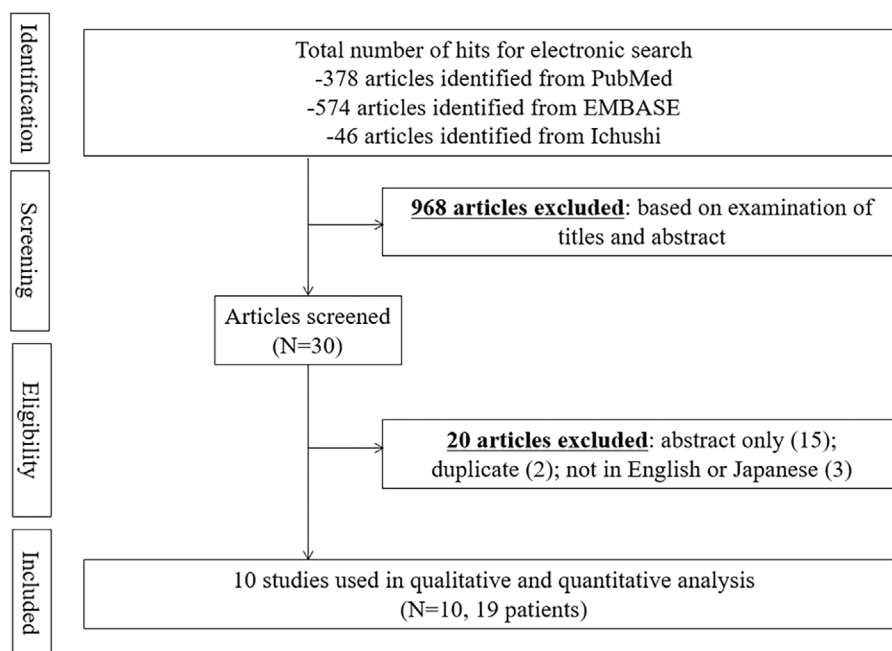 Identification
Total number of hits for electronic search
-378 articles identified from PubMed
-574 articles identified from EMBASE
-46 articles identified from Ichushi
Screening
968 articles excluded: based on examination of
titles and abstract
Articles screened
(N=30)
Eligibility
20 articles excluded: abstract only (15);
duplicate (2); not in English or Japanese (3)
Included
10 studies used in qualitative and quantitative analysis
(N=10, 19 patients)